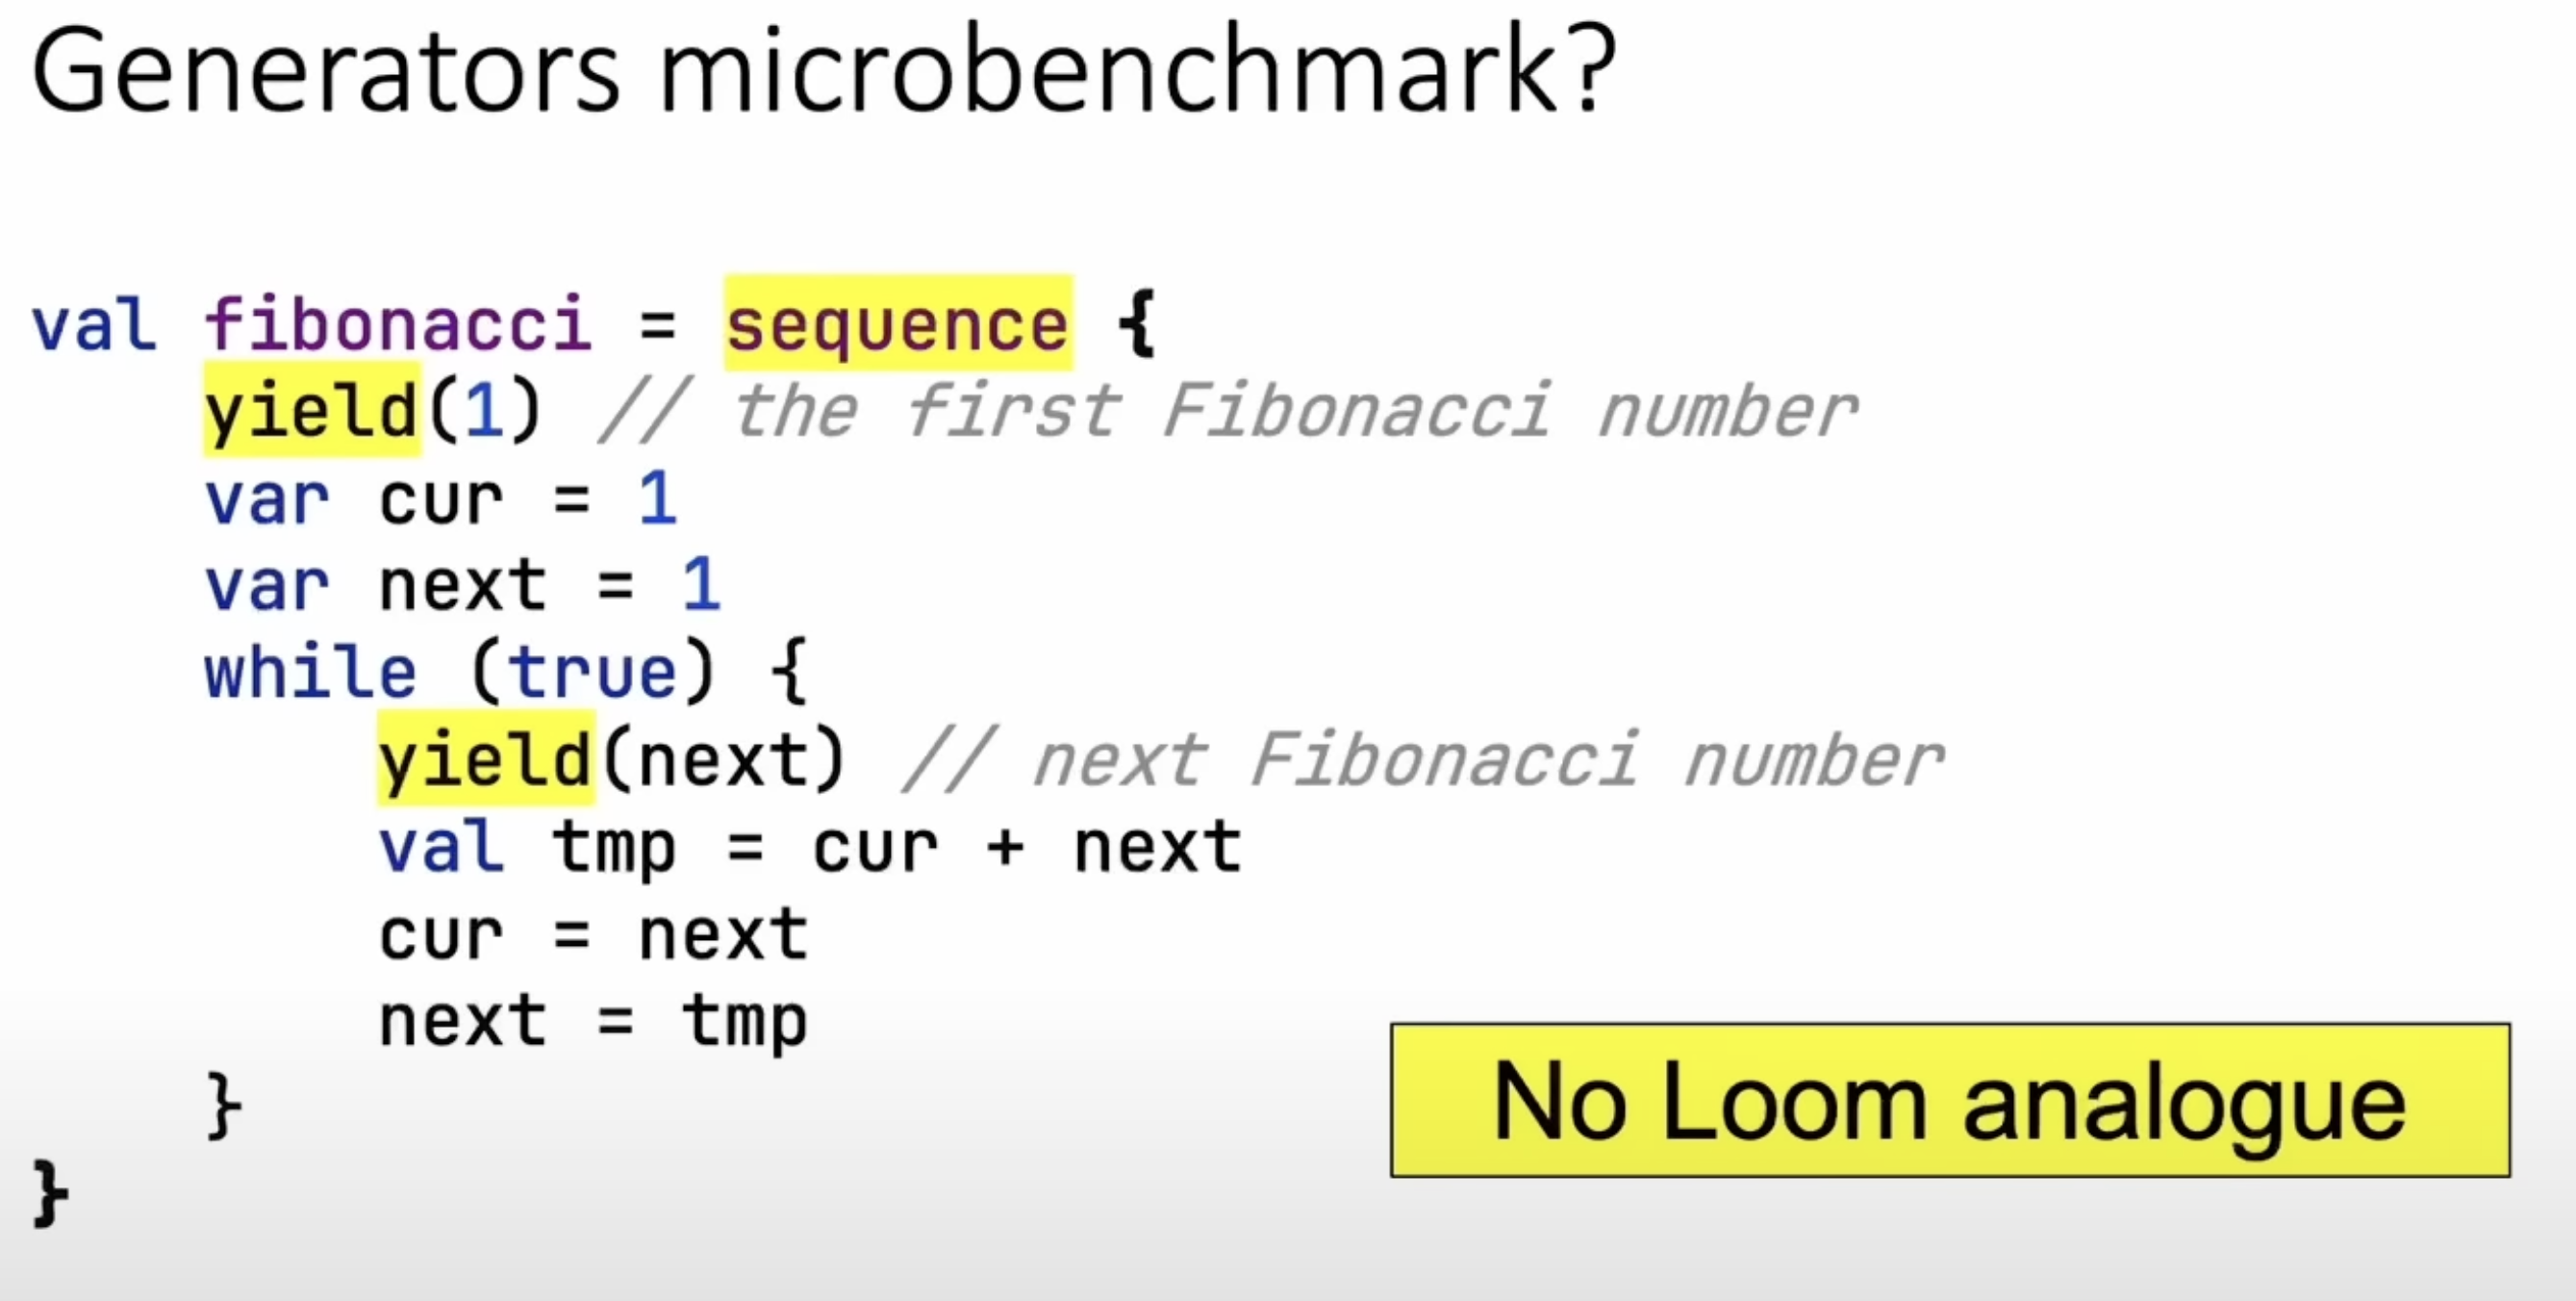 Generators microbenchmark?
val fibonacci = sequence {
    yield(1) // the first Fibonacci number
    var cur = 1
    var next = 1
    while (true) {
        yield(next) // next Fibonacci number
        val tmp = cur + next
        cur = next
        next = tmp
    }
}
No Loom analogue